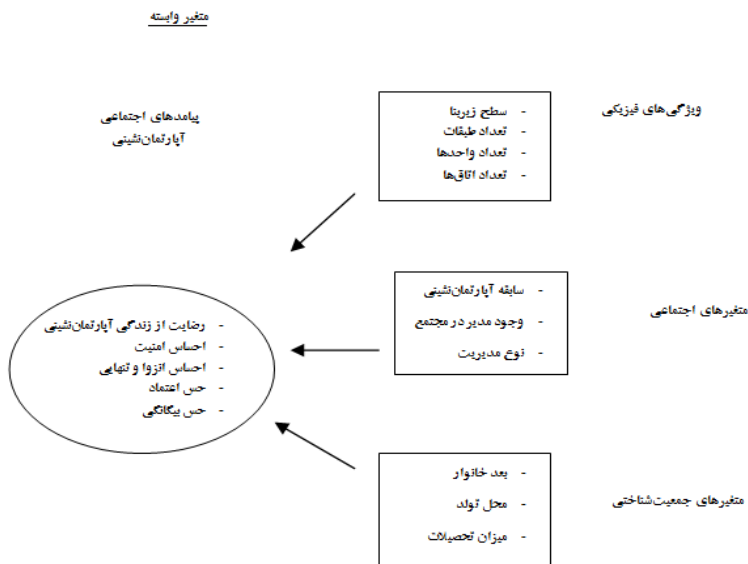 متغیر وابسته
ویژگی‌های فیزیکی
- سطح زیربنا
- تعداد طبقات
- تعداد واحدها
- تعداد اتاق‌ها
پیامدهای اجتماعی
آپارتمان‌نشینی
متغیرهای اجتماعی
- سابقه آپارتمان‌نشینی
- وجود مدیر در مجتمع
- نوع مدیریت
- رضایت از زندگی آپارتمان‌نشینی
- احساس امنیت
- احساس انزوا و تنهایی
- حس اعتماد
- حس بیگانگی
متغیرهای جمعیت‌شناختی
- بعد خانوار
- محل تولد
- میزان تحصیلات